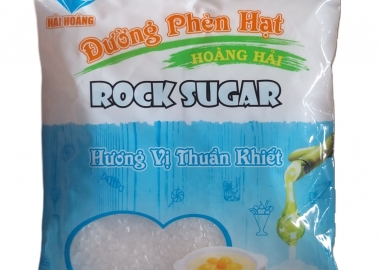 HẢI HOÀNG
Đường Phèn Hạt
HOÀNG HẢI
ROCK SUGAR
Hương Vị Thuần Khiết